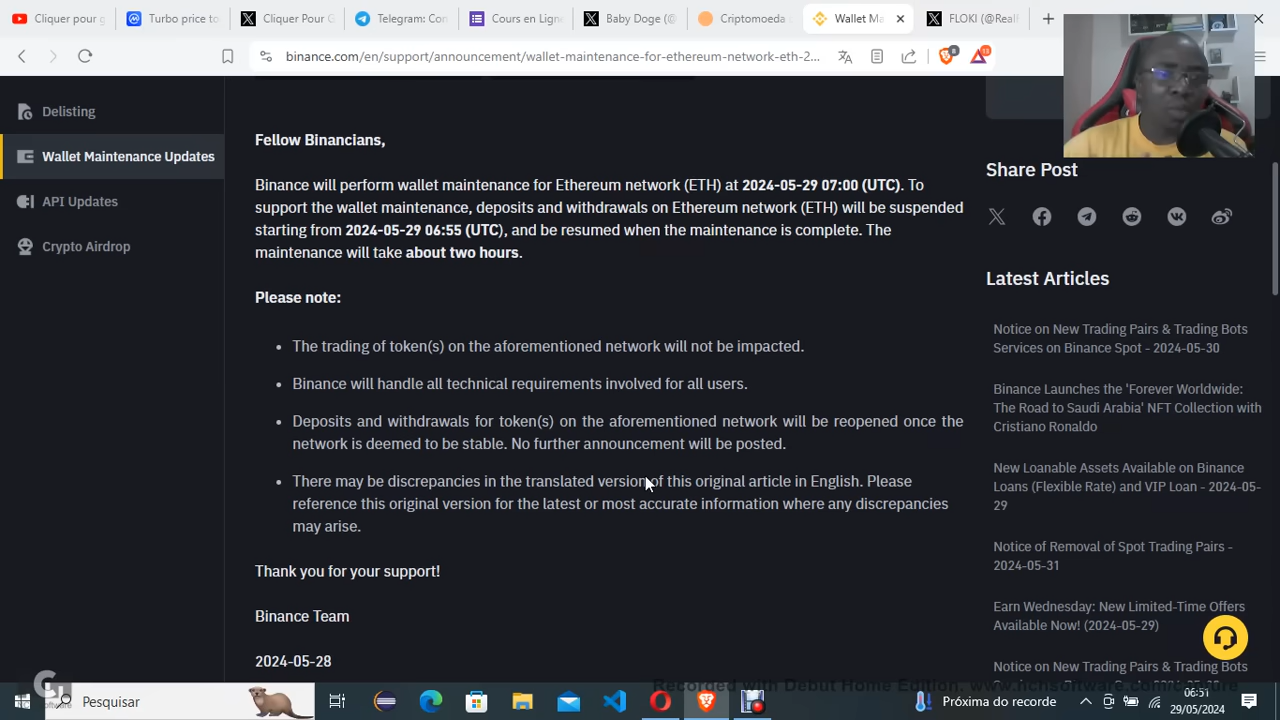 Cliquer pour g
Turbo price to
Cliquer Pour G
Telegram: Con
Cours en Lign
Baby Doge (@
Criptomoeda
Wallet Ma
FLOKI (@Reall
binance.com/en/support/announcement/wallet-maintenance-for-ethereum-network-eth-2...
8
13
Delisting
Wallet Maintenance Updates
API Updates
Crypto Airdrop
Fellow Binancians,
Binance will perform wallet maintenance for Ethereum network (ETH) at 2024-05-29 07:00 (UTC). To
support the wallet maintenance, deposits and withdrawals on Ethereum network (ETH) will be suspended
starting from 2024-05-29 06:55 (UTC), and be resumed when the maintenance is complete. The
maintenance will take about two hours.
Please note:
• The trading of token(s) on the aforementioned network will not be impacted.
• Binance will handle all technical requirements involved for all users.
• Deposits and withdrawals for token(s) on the aforementioned network will be reopened once the
network is deemed to be stable. No further announcement will be posted.
• There may be discrepancies in the translated version of this original article in English. Please
reference this original version for the latest or most accurate information where any discrepancies
may arise.
Thank you for your support!
Binance Team
2024-05-28
Share Post
Latest Articles
Notice on New Trading Pairs & Trading Bots
Services on Binance Spot - 2024-05-30
Binance Launches the 'Forever Worldwide:
The Road to Saudi Arabia' NFT Collection with
Cristiano Ronaldo
New Loanable Assets Available on Binance
Loans (Flexible Rate) and VIP Loan - 2024-05-
29
Notice of Removal of Spot Trading Pairs -
2024-05-31
Earn Wednesday: New Limited-Time Offers
Available Now! (2024-05-29)
Notice on New Trading Pairs & Trading Bots
Recorded with Debut Home Edition. www.nchsoftware.com/capture
Pesquisar
Próxima do recorde
06:51
29/05/2024